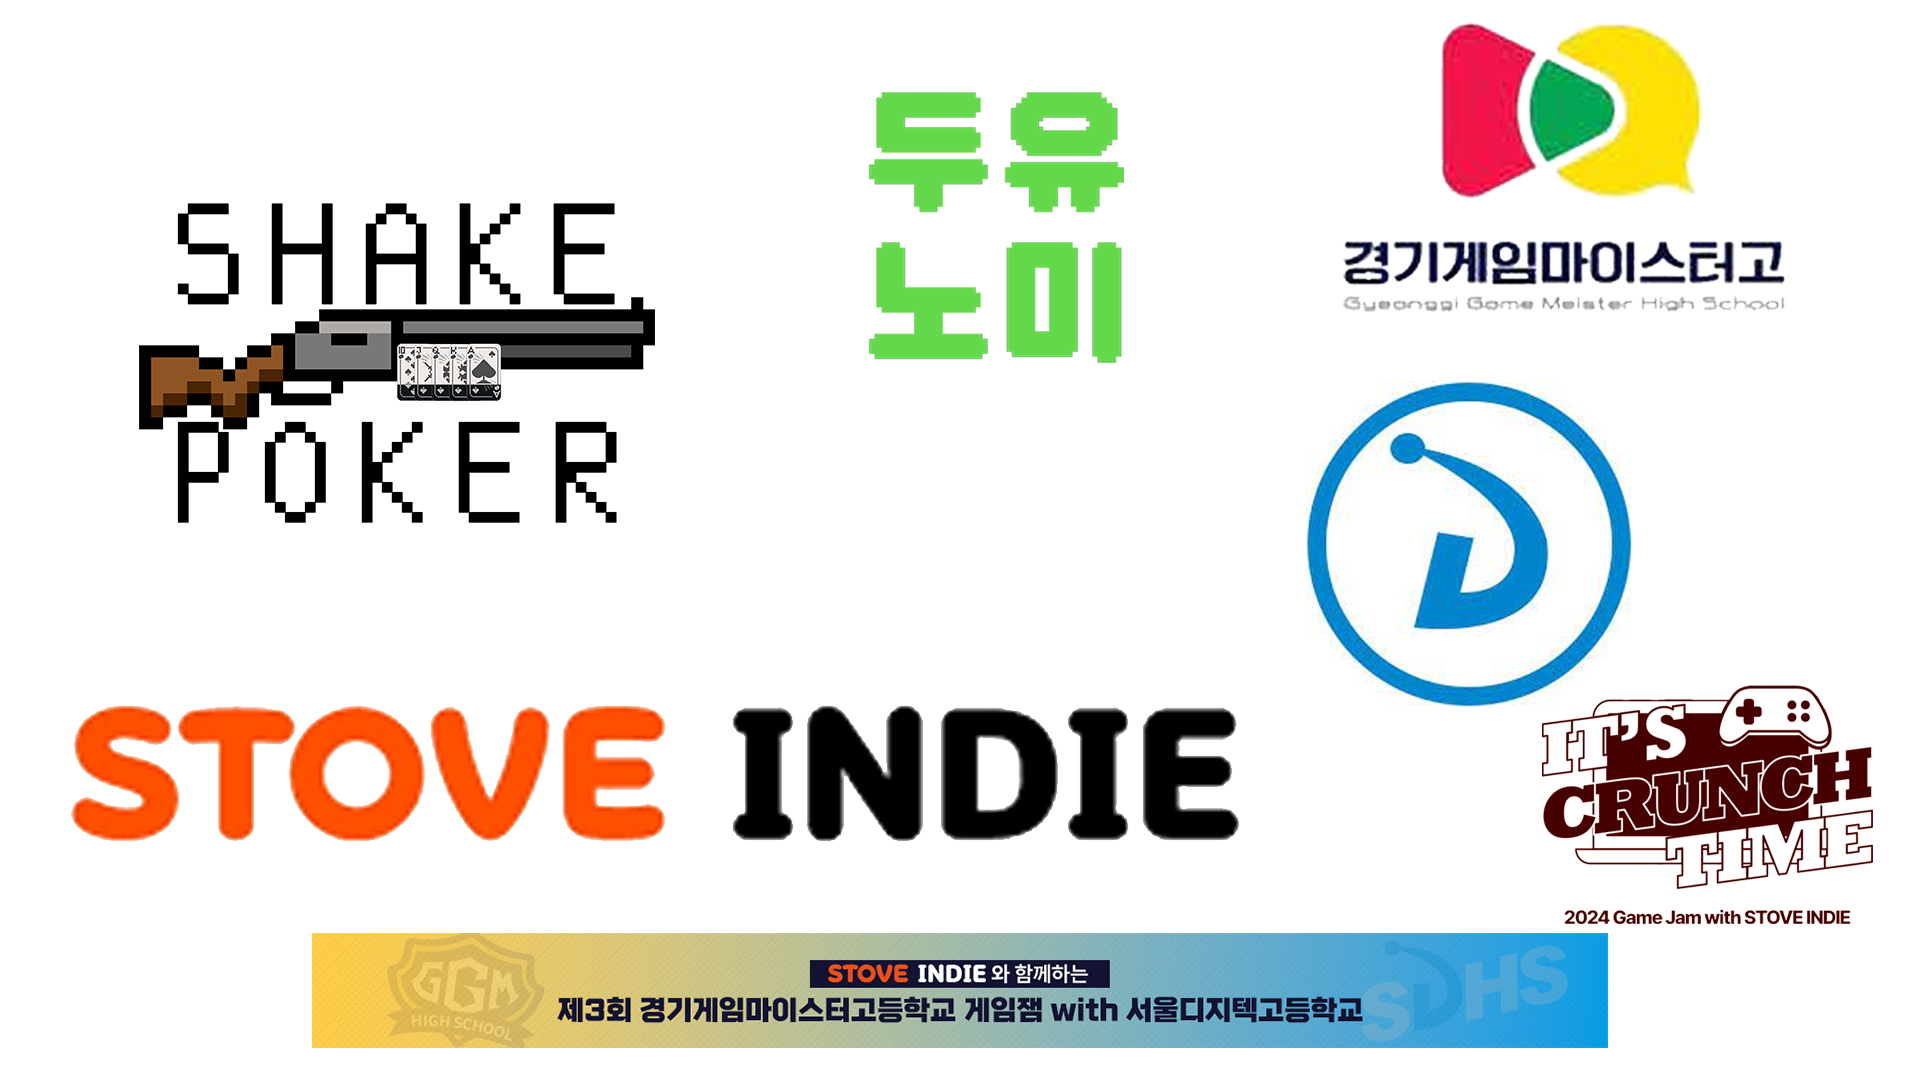 SHAKE
POKER
두유
노미
경기게임마이스터고
Gyeonggi Game Meister High School
D
STOVE INDIE
IT'S
CRUNCH
TIME
2024 Game Jam with STOVE INDIE
GGM
HIGH SCHOOL
STOVE INDIE 와 함께하는
제3회 경기게임마이스터고등학교 게임잼 with 서울디지텍고등학교
SDHS